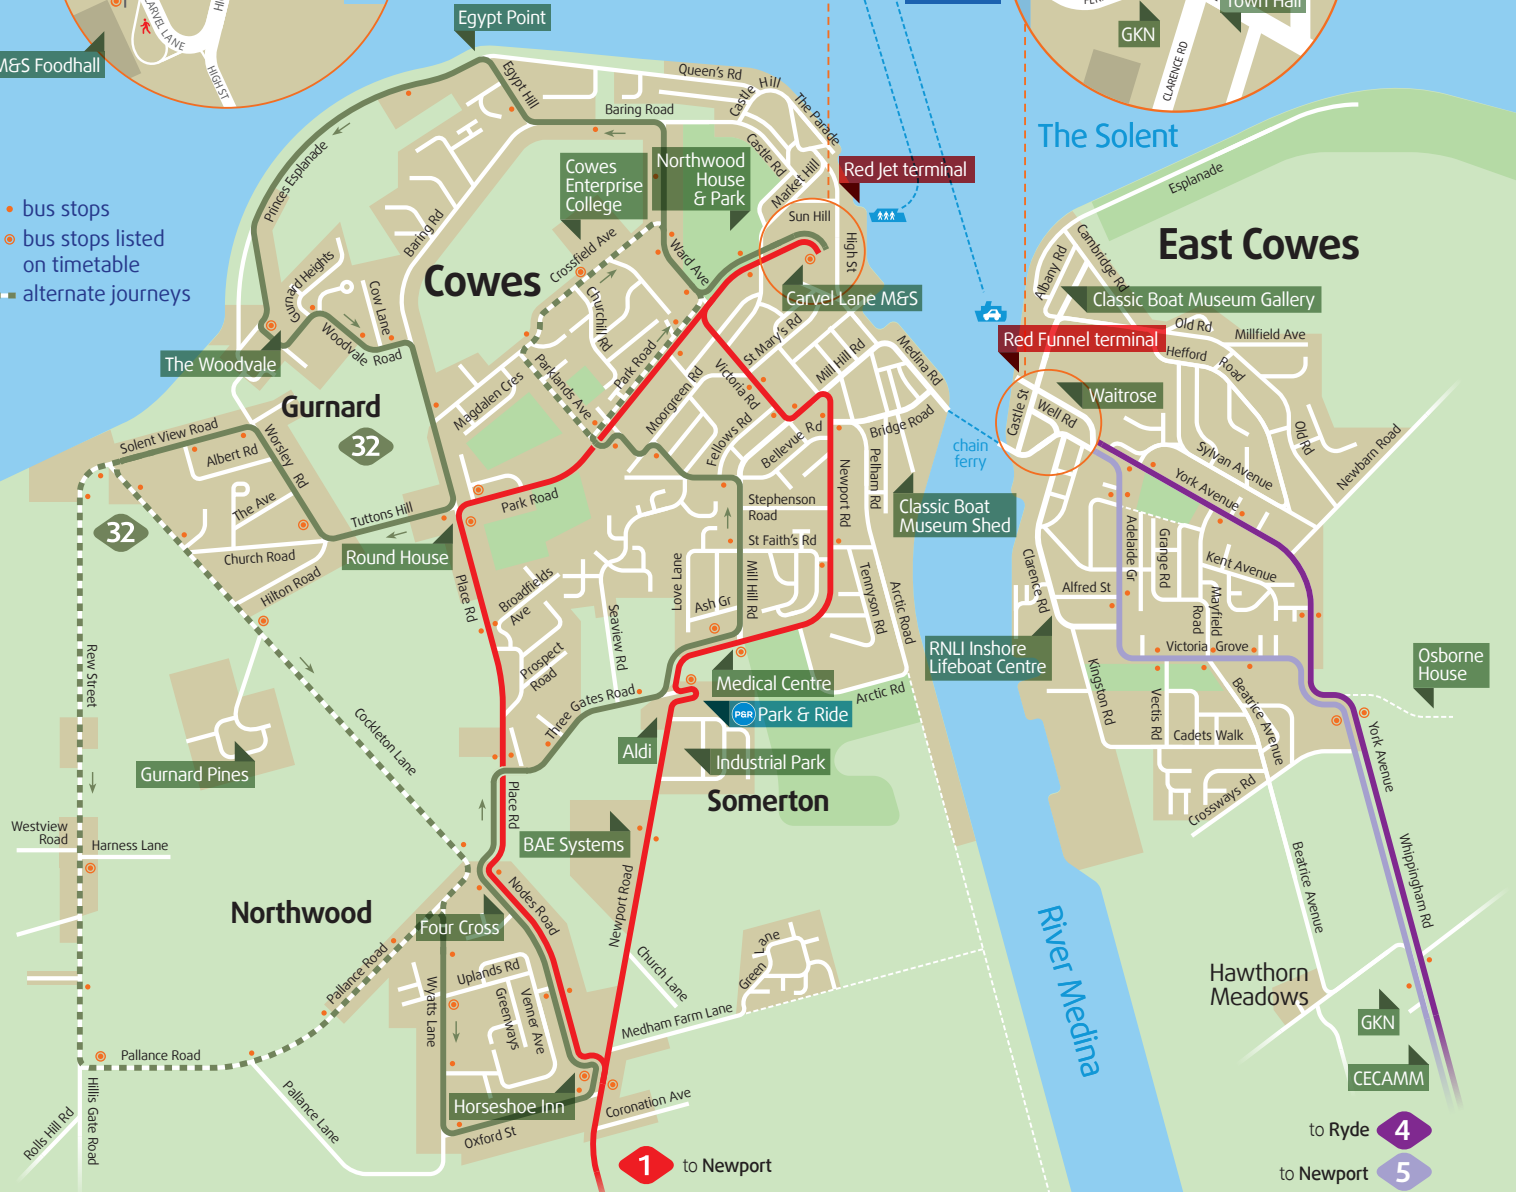 Egypt Point
CARVEL LANE
HIGH ST
M&S Foodhall
GKN
Town Hall
CLARENCE RD
Queen's Rd
Castle Hill
The Parade
Egypt Hill
Baring Road
The Solent
Esplanade
Princes Esplanade
Cowes
Enterprise
College
Northwood
House
& Park
Castle Rd
Market Hill
Red Jet terminal
bus stops
bus stops listed
on timetable
alternate journeys
Baring Rd
Crossfield Ave
Ward Ave
Sun Hill
High St
Cambridge Rd
Albany Rd
East Cowes
Gurnard Heights
Cow Lane
Cowes
Churchill Rd
Carvel Lane M&S
Classic Boat Museum Gallery
Old Rd
Millfield Ave
Hefford Road
Red Funnel terminal
The Woodvale
Woodvale Road
Parklands Ave
Park Road
St Mary's Rd
Mill Hill Rd
Medina Rd
Victoria Rd
Moorgreen Rd
Magdalen Cres
Waitrose
Castle St
Well Rd
Gurnard
32
Solent View Road
Albert Rd
Worsley Rd
Fellows Rd
Bellevue Rd
Bridge Road
chain
ferry
Old Rd
Sylvan Avenue
York Avenue
Newbarn Road
The Ave
Tuttons Hill
Park Road
Stephenson
Road
Newport Rd
Pelham Rd
Classic Boat
Museum Shed
32
Church Road
Hilton Road
Round House
St Faith's Rd
Adelaide Gr
Grange Rd
Kent Avenue
Place Rd
Broadfields
Ave
Love Lane
Mill Hill Rd
Ash Gr
Tennyson Rd
Arctic Road
Clarence Rd
Alfred St
Mayfield
Road
Seaview Rd
Prospect
Road
RNLI Inshore
Lifeboat Centre
Victoria Grove
Osborne
House
Rew Street
Medical Centre
Arctic Rd
Kingston Rd
Vectis Rd
Beatrice Avenue
Three Gates Road
P&R Park & Ride
Cadets Walk
York Avenue
Cockleton Lane
Aldi
Industrial Park
Gurnard Pines
Somerton
Place Rd
Crossways Rd
Westview
Road
Harness Lane
BAE Systems
Beatrice Avenue
Whippingham Rd
Northwood
Nodes Road
Four Cross
Newport Road
River Medina
Pallance Road
Uplands Rd
Wyatts Lane
Greenways
Venner Ave
Church Lane
Green Lane
Hawthorn
Meadows
GKN
Medham Farm Lane
Pallance Road
CECAMM
Hillis Gate Road
Rolls Hill Rd
Pallance Lane
Horseshoe Inn
Coronation Ave
Oxford St
to Ryde 4
1 to Newport
to Newport 5